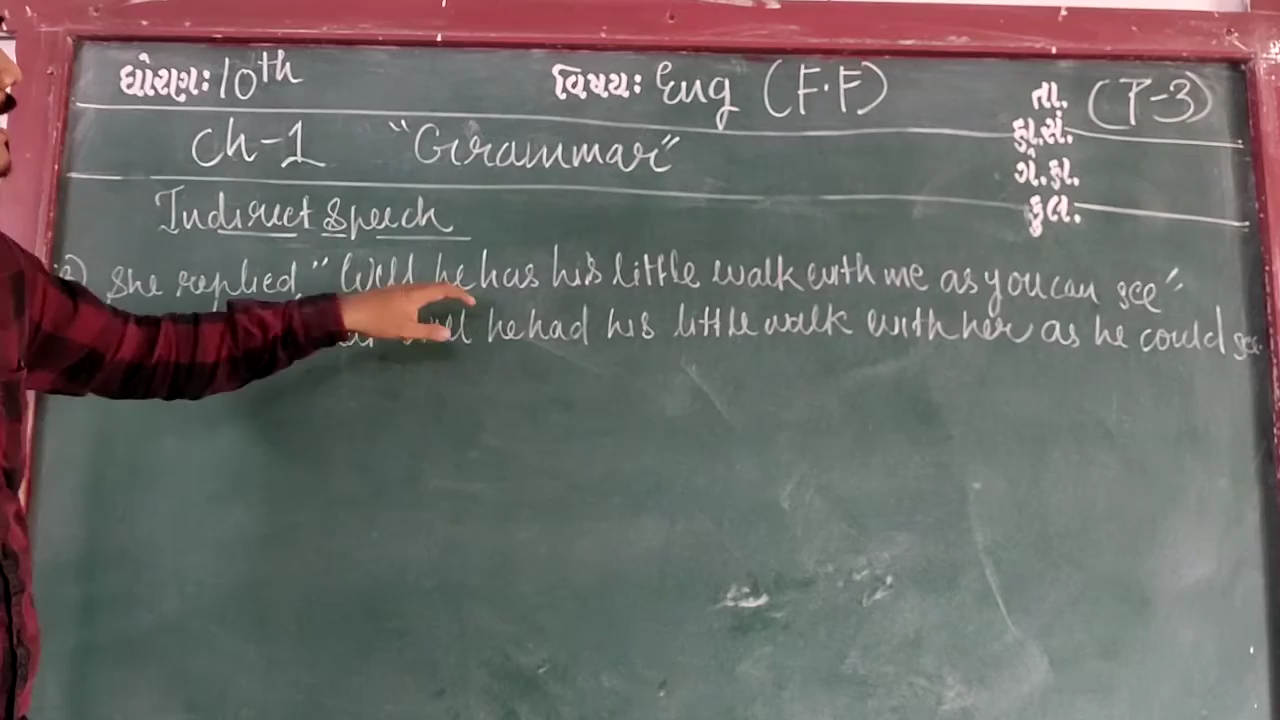 ધોરણ: 10th
વિષય: Eng (F.F)
તા. (P-3)
હા.સં.
ગે.હા.
કુલ.
Ch-1 "Grammar"
Indirect Speech
She replied, " Well he has his little walk with me as you can see"
he had his little walk with her as he could see.